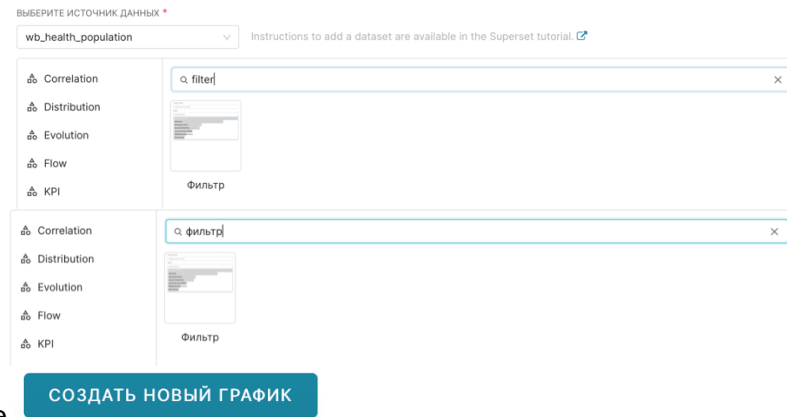 ВЫБЕРИТЕ ИСТОЧНИК ДАННЫХ *
wb_health_population Instructions to add a dataset are available in the Superset tutorial.
Correlation filter
Distribution
Evolution
Flow
KPI Фильтр
Correlation фильтр
Distribution
Evolution
Flow
KPI Фильтр
СОЗДАТЬ НОВЫЙ ГРАФИК